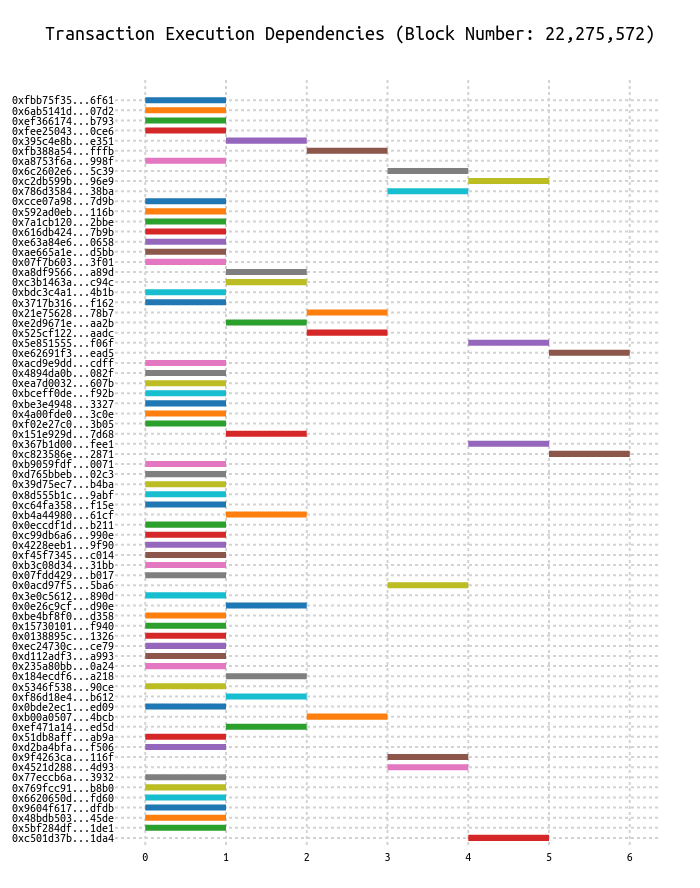 Transaction Execution Dependencies (Block Number: 22,275,572)
0xfbb75f35...6f61
0x6ab5141d...07d2
0xef366174...b793
0xfee25043...0ce6
0x395c4e8b...e351
0xfb388a54...fffb
0xa8753f6a...998f
0x6c2602e6...5c39
0xc2db599b...96e9
0x786d3584...38ba
0xcce07a98...7d9b
0x592ad0eb...116b
0x7a1cb120...2bbe
0x616db424...7b9b
0xe63a84e6...0658
0xae665a1e...d5bb
0x07f7b603...3f01
0xa8df9566...a89d
0xc3b1463a...c94c
0xbdc3c4a1...4b1b
0x3717b316...f162
0x21e75628...78b7
0xe2d9671e...aa2b
0x525cf122...aadc
0x5e851555...f06f
0xe62691f3...ead5
0xacd9e9dd...cdff
0x4894da0b...082f
0xea7d0032...607b
0xbceff0de...f92b
0xbe3e4948...3327
0x4a00fde0...3c0e
0xf02e27c0...3b05
0x151e929d...7d68
0x367b1d00...fee1
0xc823586e...2871
0xb9059fdf...0071
0xd765bbeb...02c3
0x39d75ec7...b4ba
0x8d555b1c...9abf
0xc64fa358...f15e
0xb4a44980...61cf
0x0eccdf1d...b211
0xc99db6a6...990e
0x4228eeb1...9f90
0xf45f7345...c014
0xb3c08d34...31bb
0x07fdd429...b017
0x0acd97f5...5ba6
0x3e0c5612...890d
0x0e26c9cf...d90e
0xbe4bf8f0...d358
0x15730101...f940
0x0138895c...1326
0xec24730c...ce79
0xd112adf3...a993
0x235a80bb...0a24
0x184ecdf6...a218
0x5346f538...90ce
0xf86d18e4...b612
0x0bde2ec1...ed09
0xb00a0507...4bcb
0xef471a14...ed5d
0x51db8aff...ab9a
0xd2ba4bfa...f506
0x9f4263ca...116f
0x4521d288...4d93
0x77eccb6a...3932
0x769fcc91...b8b0
0x6620650d...fd60
0x9604f617...dfdb
0x48bdb503...45de
0x5bf284df...1de1
0xc501d37b...1da4
0 1 2 3 4 5 6